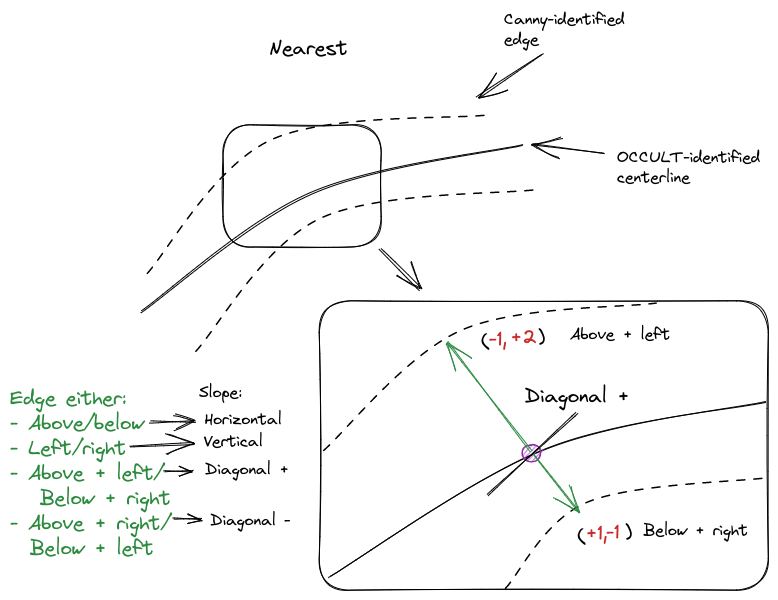 Canny-identified
edge
Nearest
OCCULT-identified
centerline
(-1, +2) Above + left
Diagonal +
(+1,-1) Below + right
Edge either:
- Above/below
- Left/right
- Above + left/
Below + right
- Above + right/
Below + left
Slope:
Horizontal
Vertical
Diagonal +
Diagonal -